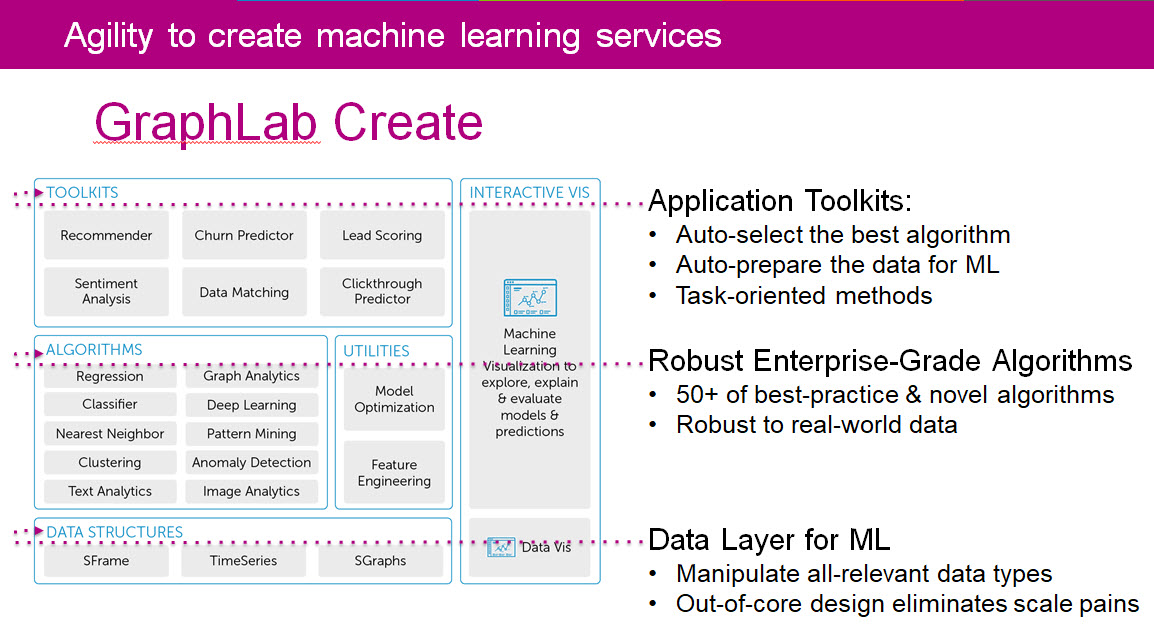 Agility to create machine learning services
GraphLab Create
TOOLKITS
Recommender
Churn Predictor
Lead Scoring
Sentiment
Analysis
Data Matching
Clickthrough
Predictor
ALGORITHMS
Regression
Graph Analytics
Classifier
Deep Learning
Nearest Neighbor
Pattern Mining
Clustering
Anomaly Detection
Text Analytics
Image Analytics
UTILITIES
Model
Optimization
Feature
Engineering
DATA STRUCTURES
SFrame
TimeSeries
SGraphs
INTERACTIVE VIS
Machine
Learning
Visualization to
explore, explain
& evaluate
models &
predictions
Data Vis
Application Toolkits:
• Auto-select the best algorithm
• Auto-prepare the data for ML
• Task-oriented methods
Robust Enterprise-Grade Algorithms
• 50+ of best-practice & novel algorithms
• Robust to real-world data
Data Layer for ML
• Manipulate all-relevant data types
• Out-of-core design eliminates scale pains